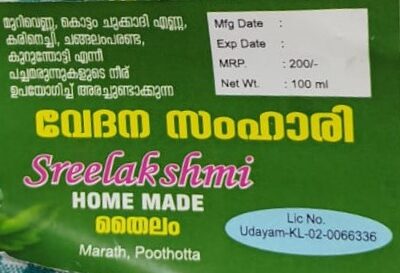 മുറിവെണ്ണ, കൊട്ടം ചുക്കാദി എണ്ണ,
കരിനെച്ചി, ചങ്ങലംപരണ്ട,
കുറുന്തോട്ടി എന്നീ
പച്ചമരുന്നുകളുടെ നീര്
ഉപയോഗിച്ച് അരച്ചുണ്ടാക്കുന്ന
Mfg Date :
Exp Date :
MRP. : 200/-
Net Wt. : 100 ml
വേദന സംഹാരി
Sreelakshmi
HOME MADE
തൈലം
Marath, Poothotta
Lic No.
Udayam-KL-02-0066336